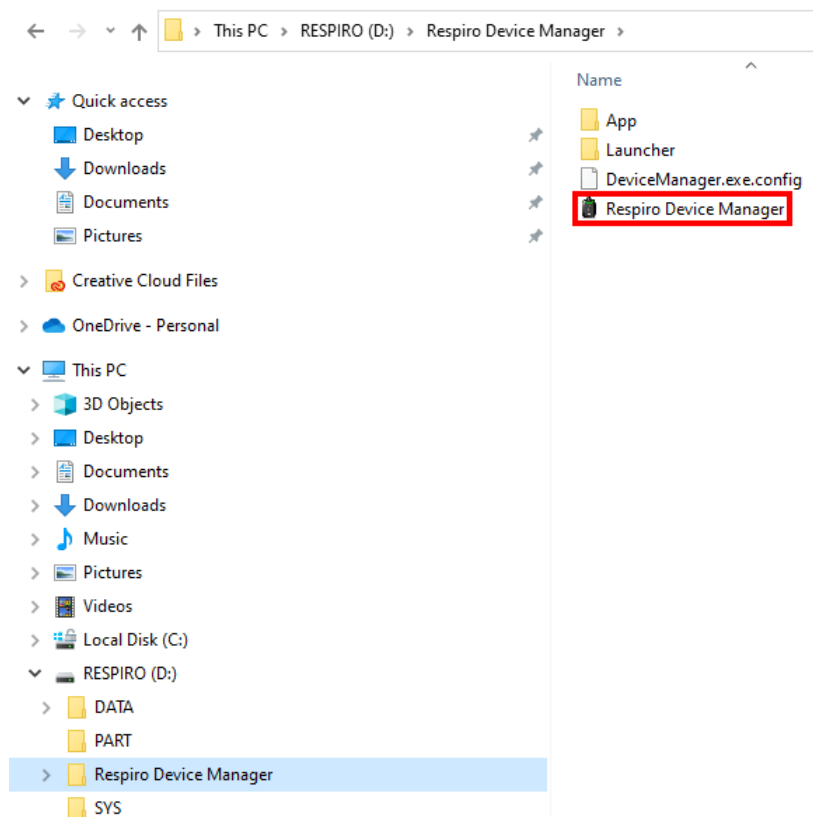 This PC > RESPIRO (D:) > Respiro Device Manager >
Quick access
Desktop
Downloads
Documents
Pictures
Creative Cloud Files
OneDrive - Personal
This PC
3D Objects
Desktop
Documents
Downloads
Music
Pictures
Videos
Local Disk (C:)
RESPIRO (D:)
DATA
PART
Respiro Device Manager
SYS
Name
App
Launcher
DeviceManager.exe.config
Respiro Device Manager